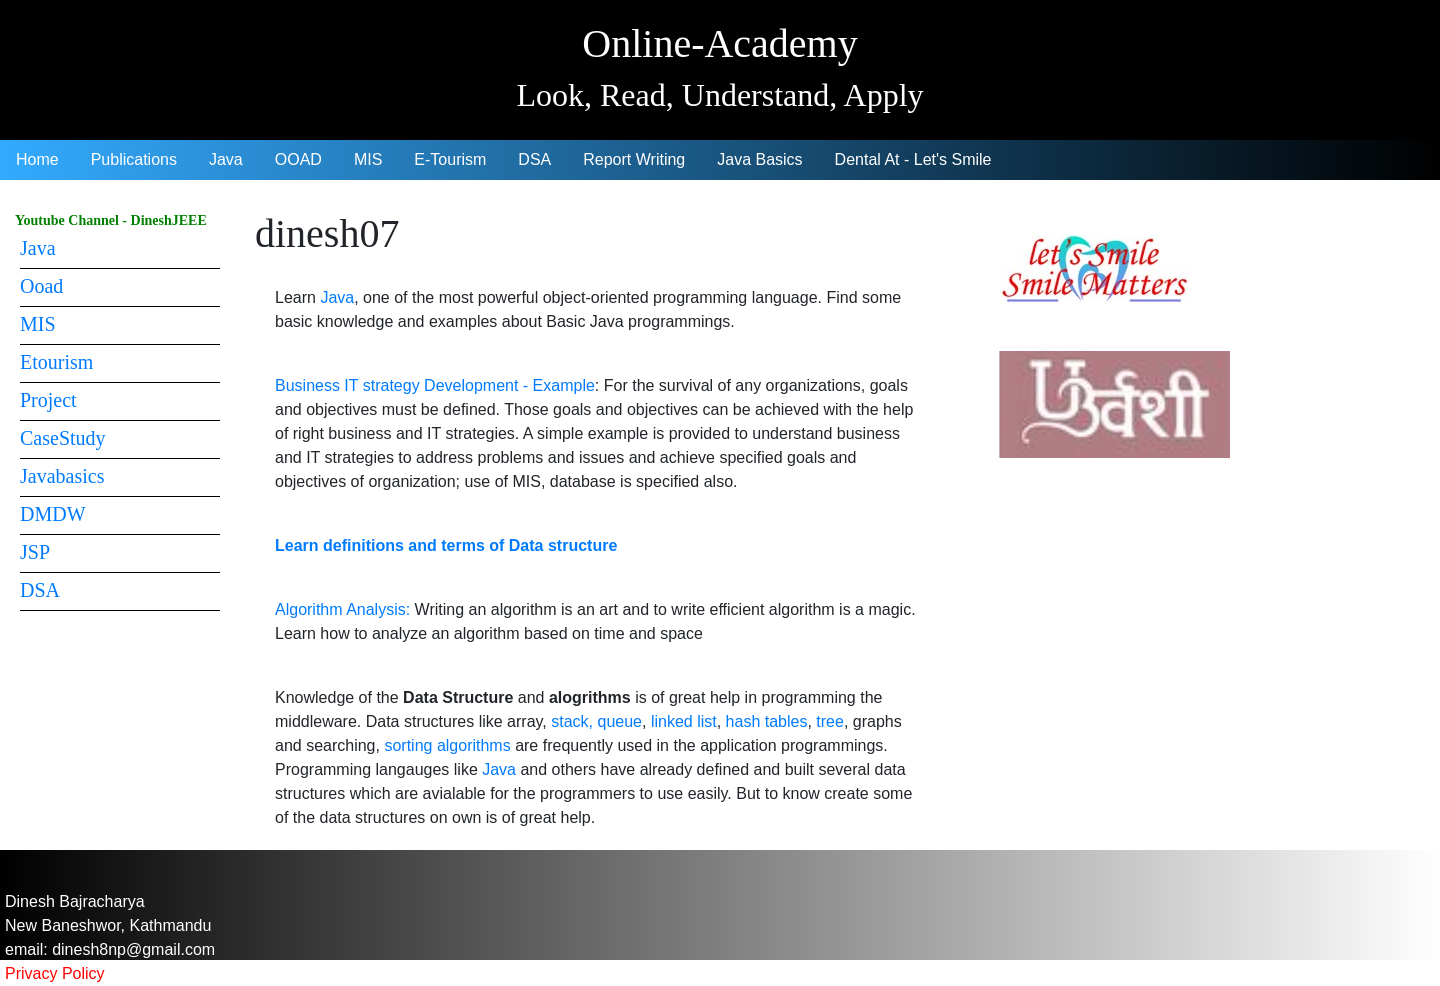 Online-Academy
Look, Read, Understand, Apply
Home Publications Java OOAD MIS E-Tourism DSA Report Writing Java Basics Dental At - Let's Smile
Youtube Channel - DineshJEEE
Java
Ooad
MIS
Etourism
Project
CaseStudy
Javabasics
DMDW
JSP
DSA
dinesh07
Learn Java, one of the most powerful object-oriented programming language. Find some
basic knowledge and examples about Basic Java programmings.
Business IT strategy Development - Example: For the survival of any organizations, goals
and objectives must be defined. Those goals and objectives can be achieved with the help
of right business and IT strategies. A simple example is provided to understand business
and IT strategies to address problems and issues and achieve specified goals and
objectives of organization; use of MIS, database is specified also.
Learn definitions and terms of Data structure
Algorithm Analysis: Writing an algorithm is an art and to write efficient algorithm is a magic.
Learn how to analyze an algorithm based on time and space
Knowledge of the Data Structure and alogrithms is of great help in programming the
middleware. Data structures like array, stack, queue, linked list, hash tables, tree, graphs
and searching, sorting algorithms are frequently used in the application programmings.
Programming langauges like Java and others have already defined and built several data
structures which are avialable for the programmers to use easily. But to know create some
of the data structures on own is of great help.
let's Smile
Smile Matters
उर्वशी
Dinesh Bajracharya
New Baneshwor, Kathmandu
email: dinesh8np@gmail.com
Privacy Policy